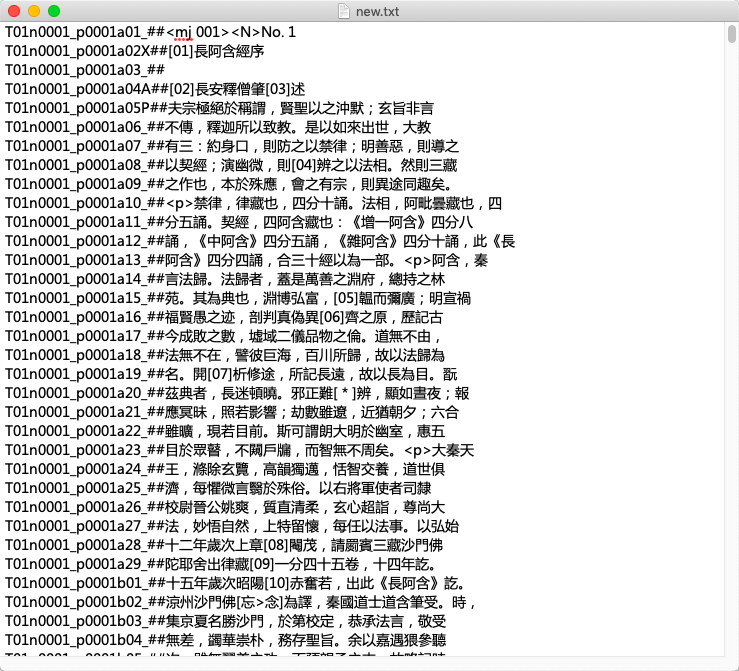 new.txt
T01n0001_p0001a01_##<mj 001><N>No. 1
T01n0001_p0001a02X##[01]長阿含經序
T01n0001_p0001a03_##
T01n0001_p0001a04A##[02]長安釋僧肇[03]述
T01n0001_p0001a05P##夫宗極絕於稱謂，賢聖以之沖默；玄旨非言
T01n0001_p0001a06_##不傳，釋迦所以致教。是以如來出世，大教
T01n0001_p0001a07_##有三：約身口，則防之以禁律；明善惡，則導之
T01n0001_p0001a08_##以契經；演幽微，則[04]辨之以法相。然則三藏
T01n0001_p0001a09_##之作也，本於殊應，會之有宗，則異途同趣矣。
T01n0001_p0001a10_##<p>禁律，律藏也，四分十誦。法相，阿毗曇藏也，四
T01n0001_p0001a11_##分五誦。契經，四阿含藏也：《增一阿含》四分八
T01n0001_p0001a12_##誦，《中阿含》四分五誦，《雜阿含》四分十誦，此《長
T01n0001_p0001a13_##阿含》四分四誦，合三十經以為一部。<p>阿含，秦
T01n0001_p0001a14_##言法歸。法歸者，蓋是萬善之淵府，總持之林
T01n0001_p0001a15_##苑。其為典也，淵博弘富，[05]韞而彌廣；明宣禍
T01n0001_p0001a16_##福賢愚之迹，剖判真偽異[06]齊之原，歷記古
T01n0001_p0001a17_##今成敗之數，墟域二儀品物之倫。道無不由，
T01n0001_p0001a18_##法無不在，譬彼巨海，百川所歸，故以法歸為
T01n0001_p0001a19_##名。開[07]析修途，所記長遠，故以長為目。翫
T01n0001_p0001a20_##茲典者，長迷頓曉。邪正難[＊]辨，顯如晝夜；報
T01n0001_p0001a21_##應冥昧，照若影響；劫數雖遼，近猶朝夕；六合
T01n0001_p0001a22_##雖曠，現若目前。斯可謂朗大明於幽室，惠五
T01n0001_p0001a23_##目於眾瞽，不闚戶牖，而智無不周矣。<p>大秦天
T01n0001_p0001a24_##王，滌除玄覽，高韻獨邁，恬智交養，道世俱
T01n0001_p0001a25_##濟，每懼微言翳於殊俗。以右將軍使者司隸
T01n0001_p0001a26_##校尉晉公姚爽，質直清柔，玄心超詣，尊尚大
T01n0001_p0001a27_##法，妙悟自然，上特留懷，每任以法事。以弘始
T01n0001_p0001a28_##十二年歲次上章[08]閹茂，請罽賓三藏沙門佛
T01n0001_p0001a29_##陀耶舍出律藏[09]一分四十五卷，十四年訖。
T01n0001_p0001b01_##十五年歲次昭陽[10]赤奮若，出此《長阿含》訖。
T01n0001_p0001b02_##涼州沙門佛[忘>念]為譯，秦國道士道含筆受。時，
T01n0001_p0001b03_##集京夏名勝沙門，於第校定，恭承法言，敬受
T01n0001_p0001b04_##無差，蠲華崇朴，務存聖旨。余以嘉遇猥參聽